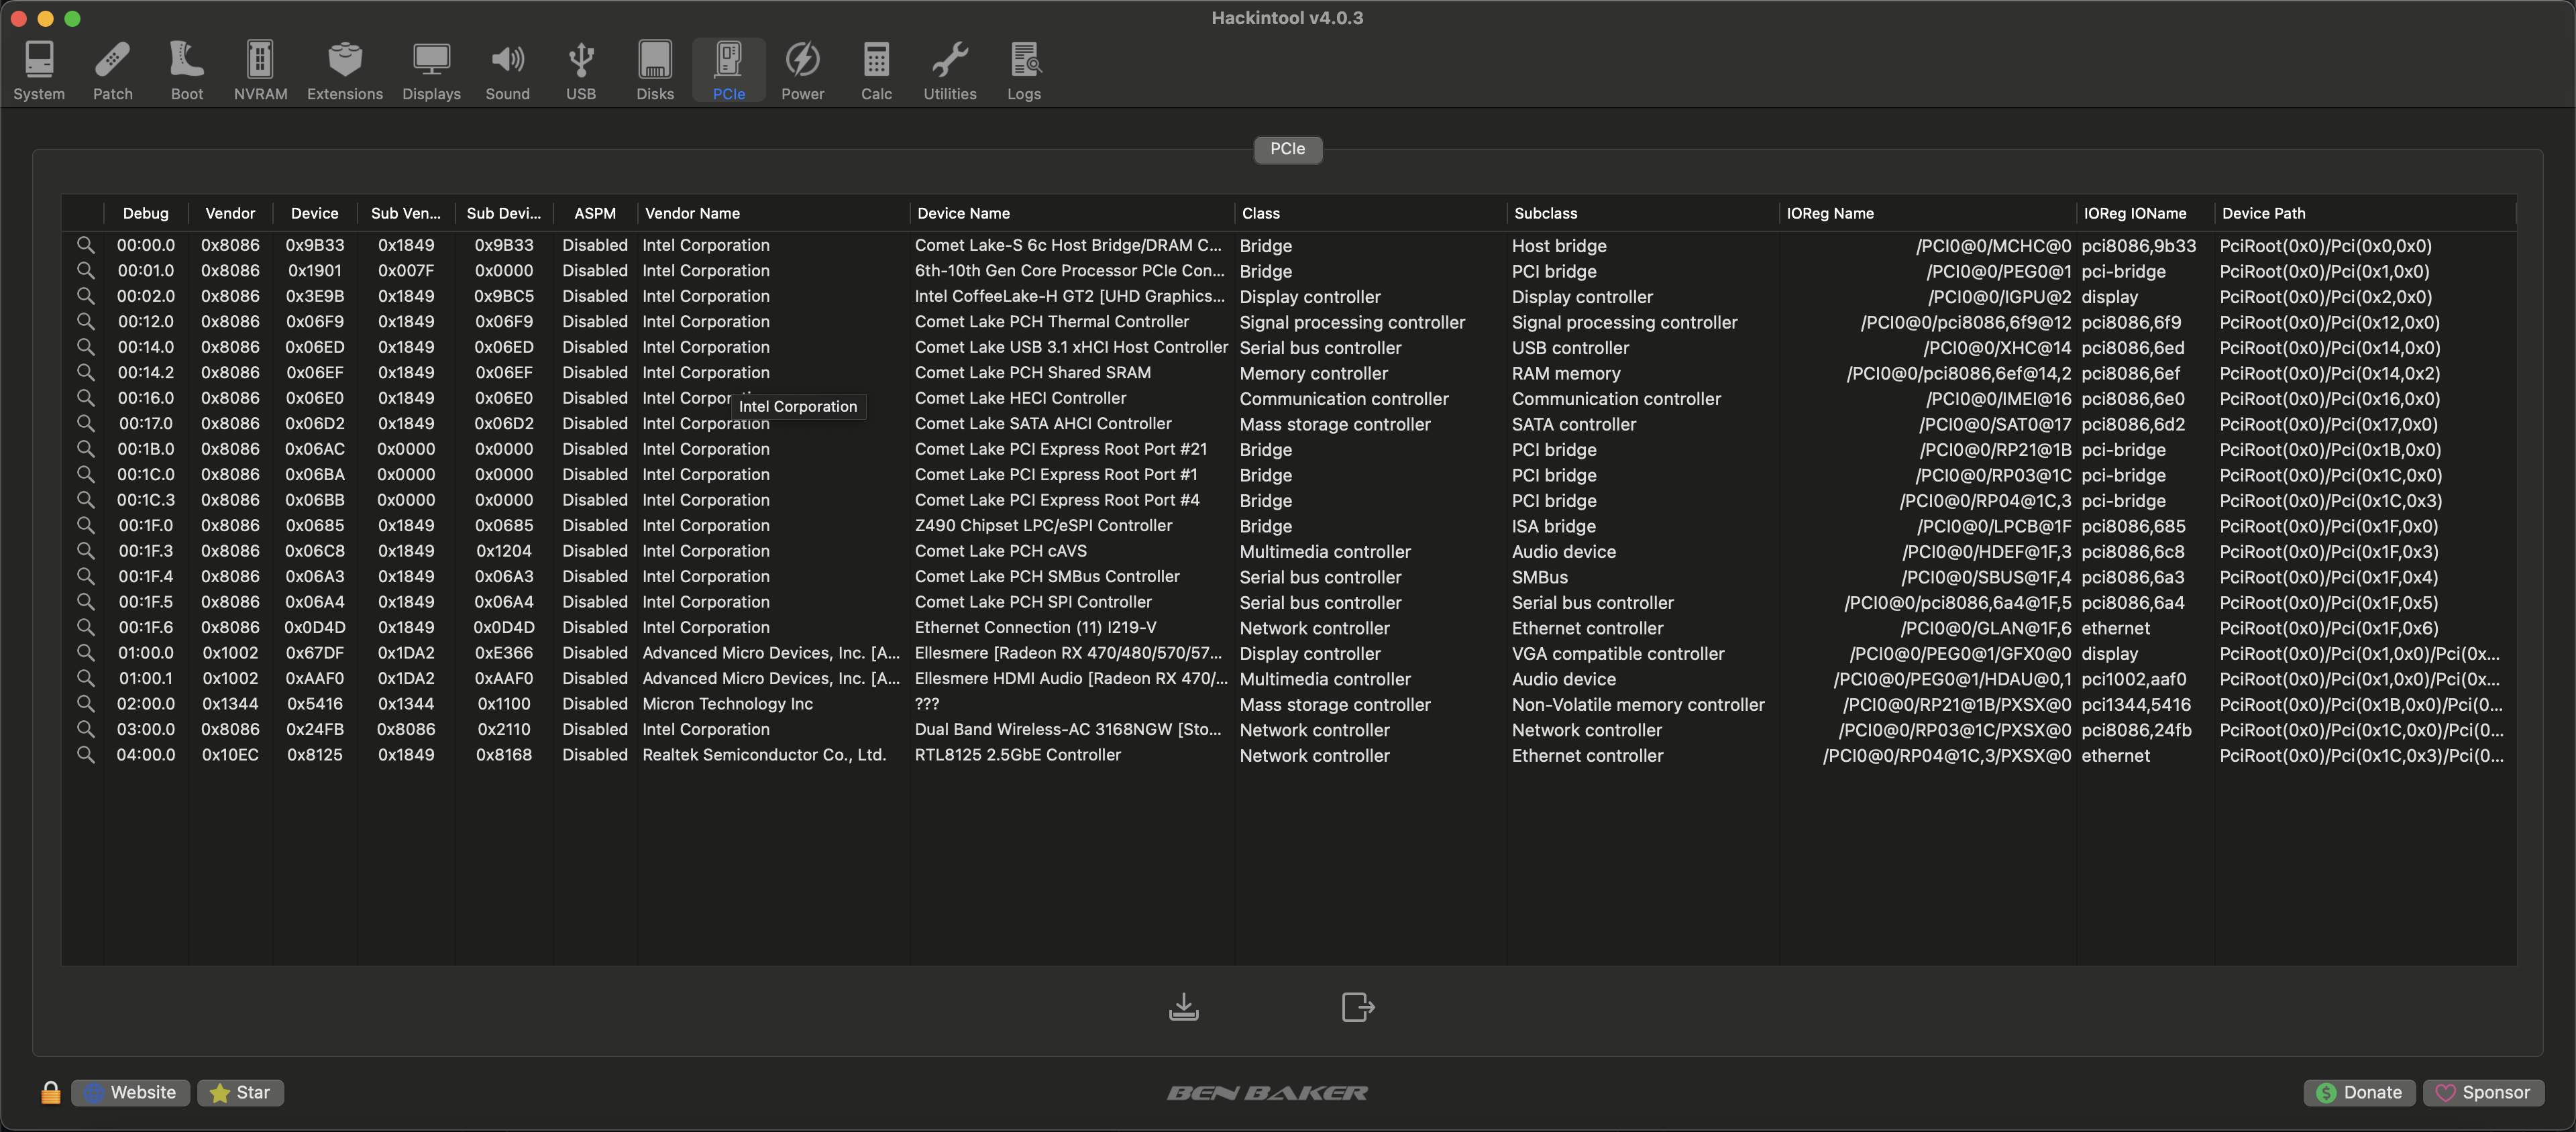 Hackintool v4.0.3
System Patch Boot NVRAM Extensions Displays Sound USB Disks PCIe Power Calc Utilities Logs
PCIe
Debug Vendor Device Sub Ven... Sub Devi... ASPM Vendor Name Device Name Class Subclass IOReg Name IOReg IOName Device Path
00:00.0 0x8086 0x9B33 0x1849 0x9B33 Disabled Intel Corporation Comet Lake-S 6c Host Bridge/DRAM C... Bridge Host bridge /PCI0@0/MCHC@0 pci8086,9b33 PciRoot(0x0)/Pci(0x0,0x0)
00:01.0 0x8086 0x1901 0x007F 0x0000 Disabled Intel Corporation 6th-10th Gen Core Processor PCIe Con... Bridge PCI bridge /PCI0@0/PEG0@1 pci-bridge PciRoot(0x0)/Pci(0x1,0x0)
00:02.0 0x8086 0x3E9B 0x1849 0x9BC5 Disabled Intel Corporation Intel CoffeeLake-H GT2 [UHD Graphics... Display controller Display controller /PCI0@0/IGPU@2 display PciRoot(0x0)/Pci(0x2,0x0)
00:12.0 0x8086 0x06F9 0x1849 0x06F9 Disabled Intel Corporation Comet Lake PCH Thermal Controller Signal processing controller Signal processing controller /PCI0@0/pci8086,6f9@12 pci8086,6f9 PciRoot(0x0)/Pci(0x12,0x0)
00:14.0 0x8086 0x06ED 0x1849 0x06ED Disabled Intel Corporation Comet Lake USB 3.1 xHCI Host Controller Serial bus controller USB controller /PCI0@0/XHC@14 pci8086,6ed PciRoot(0x0)/Pci(0x14,0x0)
00:14.2 0x8086 0x06EF 0x1849 0x06EF Disabled Intel Corporation Comet Lake PCH Shared SRAM Memory controller RAM memory /PCI0@0/pci8086,6ef@14,2 pci8086,6ef PciRoot(0x0)/Pci(0x14,0x2)
00:16.0 0x8086 0x06E0 0x1849 0x06E0 Disabled Intel Corporation Comet Lake HECI Controller Communication controller Communication controller /PCI0@0/IMEI@16 pci8086,6e0 PciRoot(0x0)/Pci(0x16,0x0)
Intel Corporation
00:17.0 0x8086 0x06D2 0x1849 0x06D2 Disabled Intel Corporation Comet Lake SATA AHCI Controller Mass storage controller SATA controller /PCI0@0/SAT0@17 pci8086,6d2 PciRoot(0x0)/Pci(0x17,0x0)
00:1B.0 0x8086 0x06AC 0x0000 0x0000 Disabled Intel Corporation Comet Lake PCI Express Root Port #21 Bridge PCI bridge /PCI0@0/RP21@1B pci-bridge PciRoot(0x0)/Pci(0x1B,0x0)
00:1C.0 0x8086 0x06BA 0x0000 0x0000 Disabled Intel Corporation Comet Lake PCI Express Root Port #1 Bridge PCI bridge /PCI0@0/RP03@1C pci-bridge PciRoot(0x0)/Pci(0x1C,0x0)
00:1C.3 0x8086 0x06BB 0x0000 0x0000 Disabled Intel Corporation Comet Lake PCI Express Root Port #4 Bridge PCI bridge /PCI0@0/RP04@1C,3 pci-bridge PciRoot(0x0)/Pci(0x1C,0x3)
00:1F.0 0x8086 0x0685 0x1849 0x0685 Disabled Intel Corporation Z490 Chipset LPC/eSPI Controller Bridge ISA bridge /PCI0@0/LPCB@1F pci8086,685 PciRoot(0x0)/Pci(0x1F,0x0)
00:1F.3 0x8086 0x06C8 0x1849 0x1204 Disabled Intel Corporation Comet Lake PCH cAVS Multimedia controller Audio device /PCI0@0/HDEF@1F,3 pci8086,6c8 PciRoot(0x0)/Pci(0x1F,0x3)
00:1F.4 0x8086 0x06A3 0x1849 0x06A3 Disabled Intel Corporation Comet Lake PCH SMBus Controller Serial bus controller SMBus /PCI0@0/SBUS@1F,4 pci8086,6a3 PciRoot(0x0)/Pci(0x1F,0x4)
00:1F.5 0x8086 0x06A4 0x1849 0x06A4 Disabled Intel Corporation Comet Lake PCH SPI Controller Serial bus controller Serial bus controller /PCI0@0/pci8086,6a4@1F,5 pci8086,6a4 PciRoot(0x0)/Pci(0x1F,0x5)
00:1F.6 0x8086 0x0D4D 0x1849 0x0D4D Disabled Intel Corporation Ethernet Connection (11) I219-V Network controller Ethernet controller /PCI0@0/GLAN@1F,6 ethernet PciRoot(0x0)/Pci(0x1F,0x6)
01:00.0 0x1002 0x67DF 0x1DA2 0xE366 Disabled Advanced Micro Devices, Inc. [A... Ellesmere [Radeon RX 470/480/570/57... Display controller VGA compatible controller /PCI0@0/PEG0@1/GFX0@0 display PciRoot(0x0)/Pci(0x1,0x0)/Pci(0x...
01:00.1 0x1002 0xAAF0 0x1DA2 0xAAF0 Disabled Advanced Micro Devices, Inc. [A... Ellesmere HDMI Audio [Radeon RX 470/... Multimedia controller Audio device /PCI0@0/PEG0@1/HDAU@0,1 pci1002,aaf0 PciRoot(0x0)/Pci(0x1,0x0)/Pci(0x...
02:00.0 0x1344 0x5416 0x1344 0x1100 Disabled Micron Technology Inc ??? Mass storage controller Non-Volatile memory controller /PCI0@0/RP21@1B/PXSX@0 pci1344,5416 PciRoot(0x0)/Pci(0x1B,0x0)/Pci(0...
03:00.0 0x8086 0x24FB 0x8086 0x2110 Disabled Intel Corporation Dual Band Wireless-AC 3168NGW [Sto... Network controller Network controller /PCI0@0/RP03@1C/PXSX@0 pci8086,24fb PciRoot(0x0)/Pci(0x1C,0x0)/Pci(0...
04:00.0 0x10EC 0x8125 0x1849 0x8168 Disabled Realtek Semiconductor Co., Ltd. RTL8125 2.5GbE Controller Network controller Ethernet controller /PCI0@0/RP04@1C,3/PXSX@0 ethernet PciRoot(0x0)/Pci(0x1C,0x3)/Pci(0...
Website Star BEN BAKER Donate Sponsor